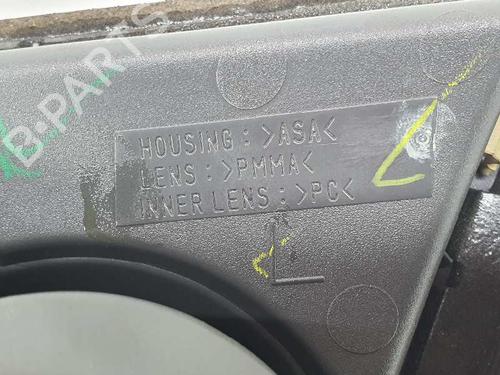 B-PARTS
HOUSING : >ASA<
LENS : >PMMA<
INNER LENS : >PC<
L
L